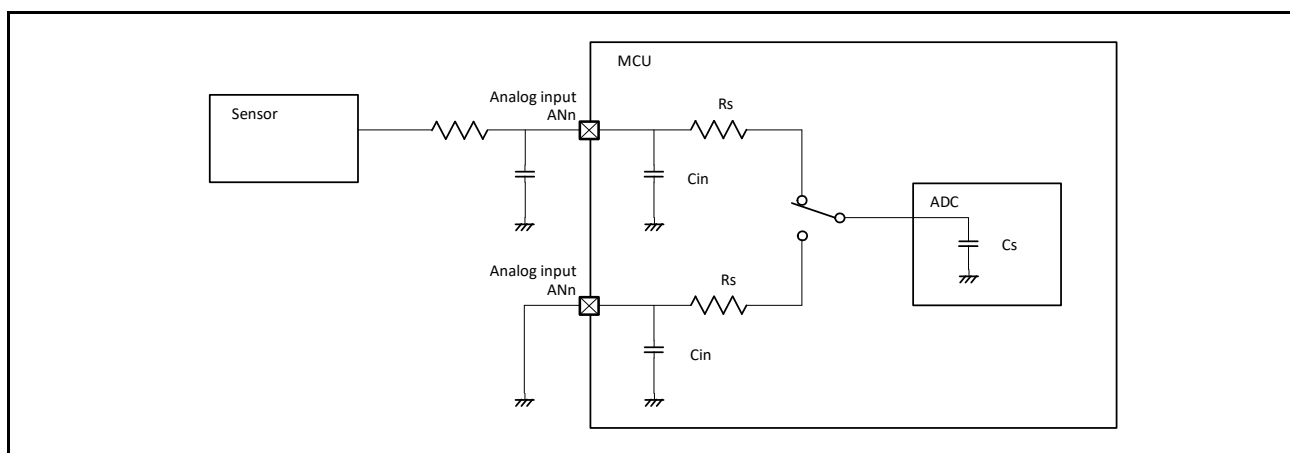 MCU
Sensor
Analog input
ANn
Rs
Cin
ADC
Cs
Analog input
ANn
Rs
Cin